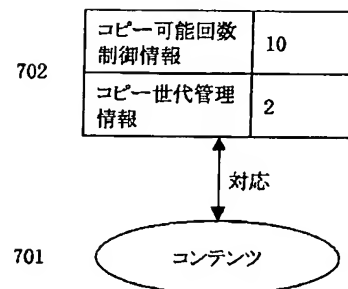 コピー可能回数
制御情報
10
702
コピー世代管理
情報
2
対応
701
コンテンツ